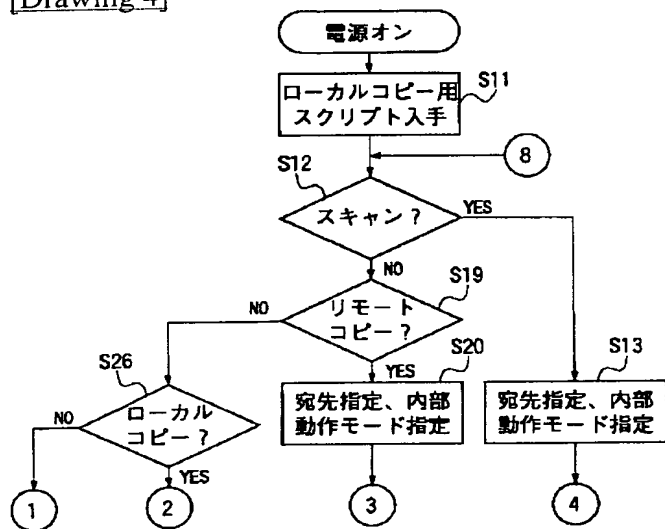 [Drawing 4]
電源オン
ローカルコピー用
スクリプト入手
S11
8
S12
スキャン？
YES
NO
S19
リモート
コピー？
NO
YES
S26
ローカル
コピー？
NO
YES
S20
宛先指定、内部
動作モード指定
S13
宛先指定、内部
動作モード指定
1
2
3
4